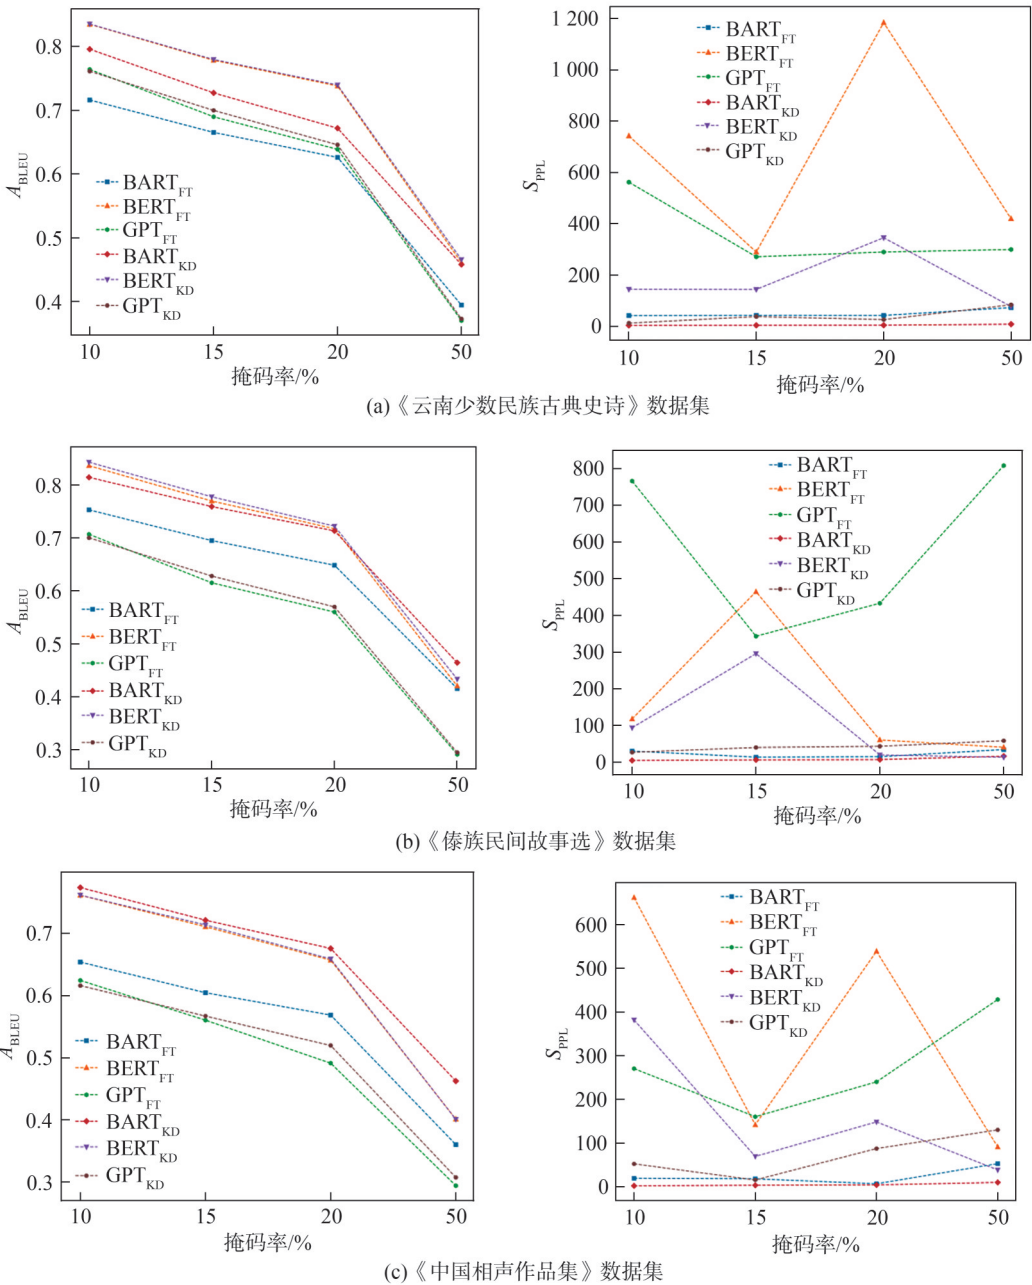 0.8
0.7
0.6
0.5
0.4
A_BLEU
BART_FT
BERT_FT
GPT_FT
BART_KD
BERT_KD
GPT_KD
10 15 20 50
掩码率/%
1 200
1 000
800
600
400
200
0
S_PPL
BART_FT
BERT_FT
GPT_FT
BART_KD
BERT_KD
GPT_KD
10 15 20 50
掩码率/%
(a)《云南少数民族古典史诗》数据集
0.8
0.7
0.6
0.5
0.4
0.3
A_BLEU
BART_FT
BERT_FT
GPT_FT
BART_KD
BERT_KD
GPT_KD
10 15 20 50
掩码率/%
800
700
600
500
400
300
200
100
0
S_PPL
BART_FT
BERT_FT
GPT_FT
BART_KD
BERT_KD
GPT_KD
10 15 20 50
掩码率/%
(b)《傣族民间故事选》数据集
0.7
0.6
0.5
0.4
0.3
A_BLEU
BART_FT
BERT_FT
GPT_FT
BART_KD
BERT_KD
GPT_KD
10 15 20 50
掩码率/%
600
500
400
300
200
100
0
S_PPL
BART_FT
BERT_FT
GPT_FT
BART_KD
BERT_KD
GPT_KD
10 15 20 50
掩码率/%
(c)《中国相声作品集》数据集